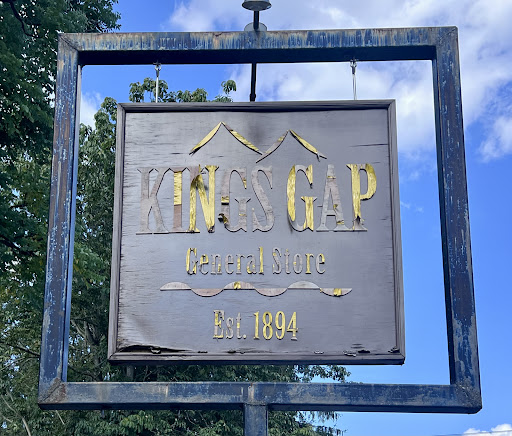 KINGS GAP
General Store
Est. 1894